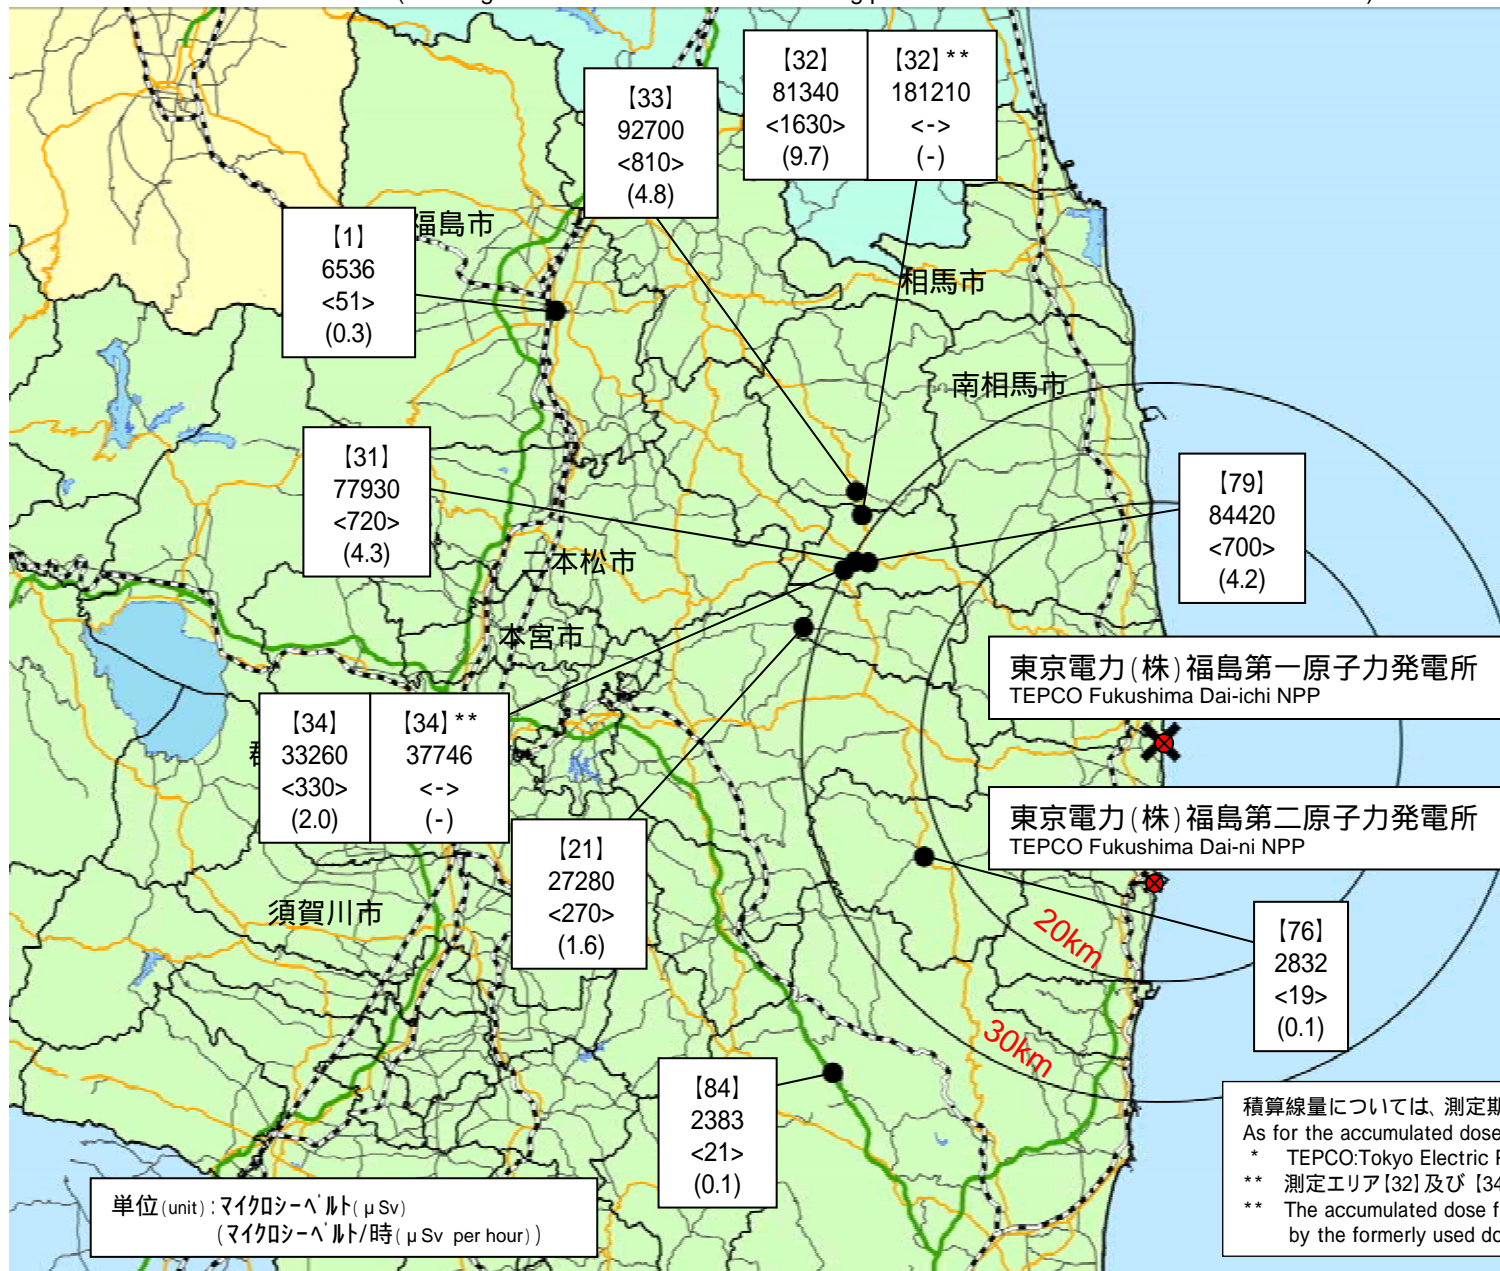 【33】
92700
<810>
(4.8)
【32】
81340
<1630>
(9.7)
【32】**
181210
<->
(-)
【1】
6536
<51>
(0.3)
福島市
相馬市
南相馬市
【31】
77930
<720>
(4.3)
【79】
84420
<700>
(4.2)
二本松市
本宮市
東京電力(株)福島第一原子力発電所
TEPCO Fukushima Dai-ichi NPP
【34】
33260
<330>
(2.0)
【34】**
37746
<->
(-)
東京電力(株)福島第二原子力発電所
TEPCO Fukushima Dai-ni NPP
【21】
27280
<270>
(1.6)
須賀川市
20km
【76】
2832
<19>
(0.1)
30km
【84】
2383
<21>
(0.1)
積算線量については、測定期
As for the accumulated dose
* TEPCO:Tokyo Electric
** 測定エリア【32】及び【34
** The accumulated dose
by the formerly used
単位(unit):マイクロシーベルト(μSv)
(マイクロシーベルト/時(μSv per hour))